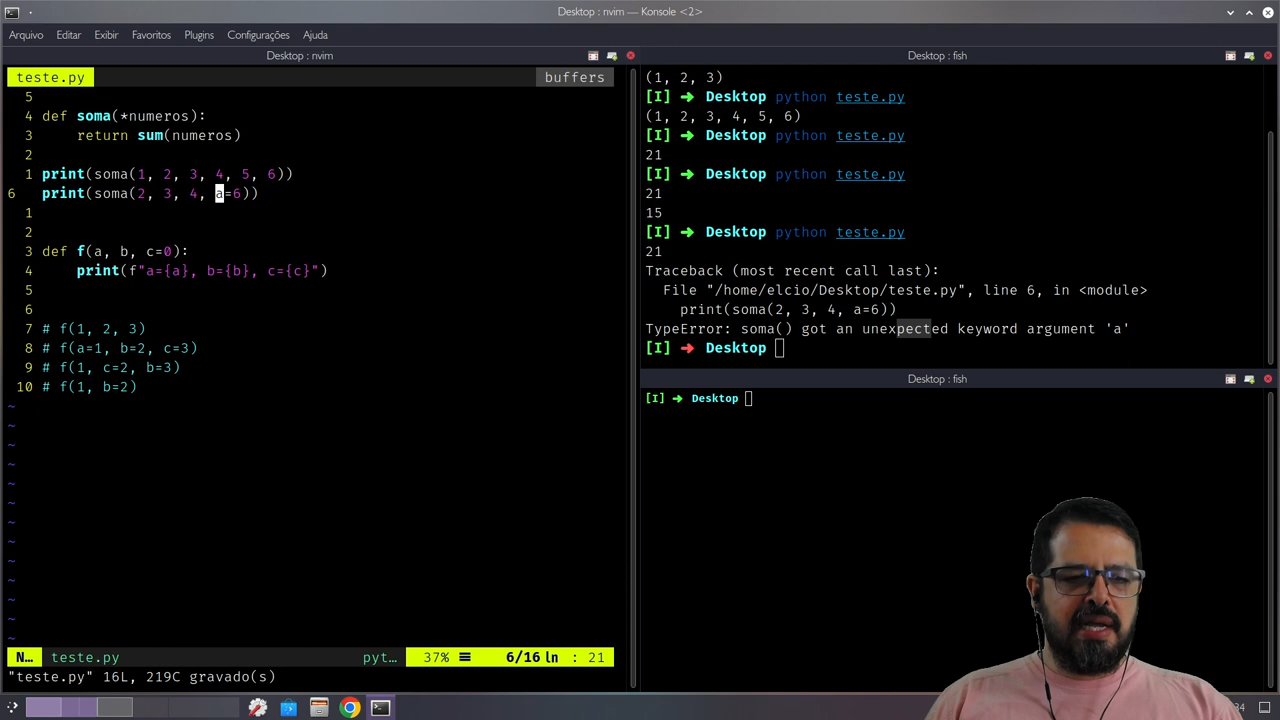 Desktop : nvim — Konsole <2>
Arquivo Editar Exibir Favoritos Plugins Configurações Ajuda
Desktop : nvim
teste.py buffers
5
4 def soma(*numeros):
3     return sum(numeros)
2
1 print(soma(1, 2, 3, 4, 5, 6))
6 print(soma(2, 3, 4, a=6))
1
2
3 def f(a, b, c=0):
4     print(f"a={a}, b={b}, c={c}")
5
6
7 # f(1, 2, 3)
8 # f(a=1, b=2, c=3)
9 # f(1, c=2, b=3)
10 # f(1, b=2)
~
~
~
~
~
~
~
~
~
~
~
~
~
N… teste.py pyt… 37% ☰ 6/16 ln : 21
"teste.py" 16L, 219C gravado(s)
Desktop : fish
(1, 2, 3)
[I] ➜ Desktop python teste.py
(1, 2, 3, 4, 5, 6)
[I] ➜ Desktop python teste.py
21
[I] ➜ Desktop python teste.py
21
15
[I] ➜ Desktop python teste.py
21
Traceback (most recent call last):
  File "/home/elcio/Desktop/teste.py", line 6, in <module>
    print(soma(2, 3, 4, a=6))
TypeError: soma() got an unexpected keyword argument 'a'
[I] ➜ Desktop
Desktop : fish
[I] ➜ Desktop